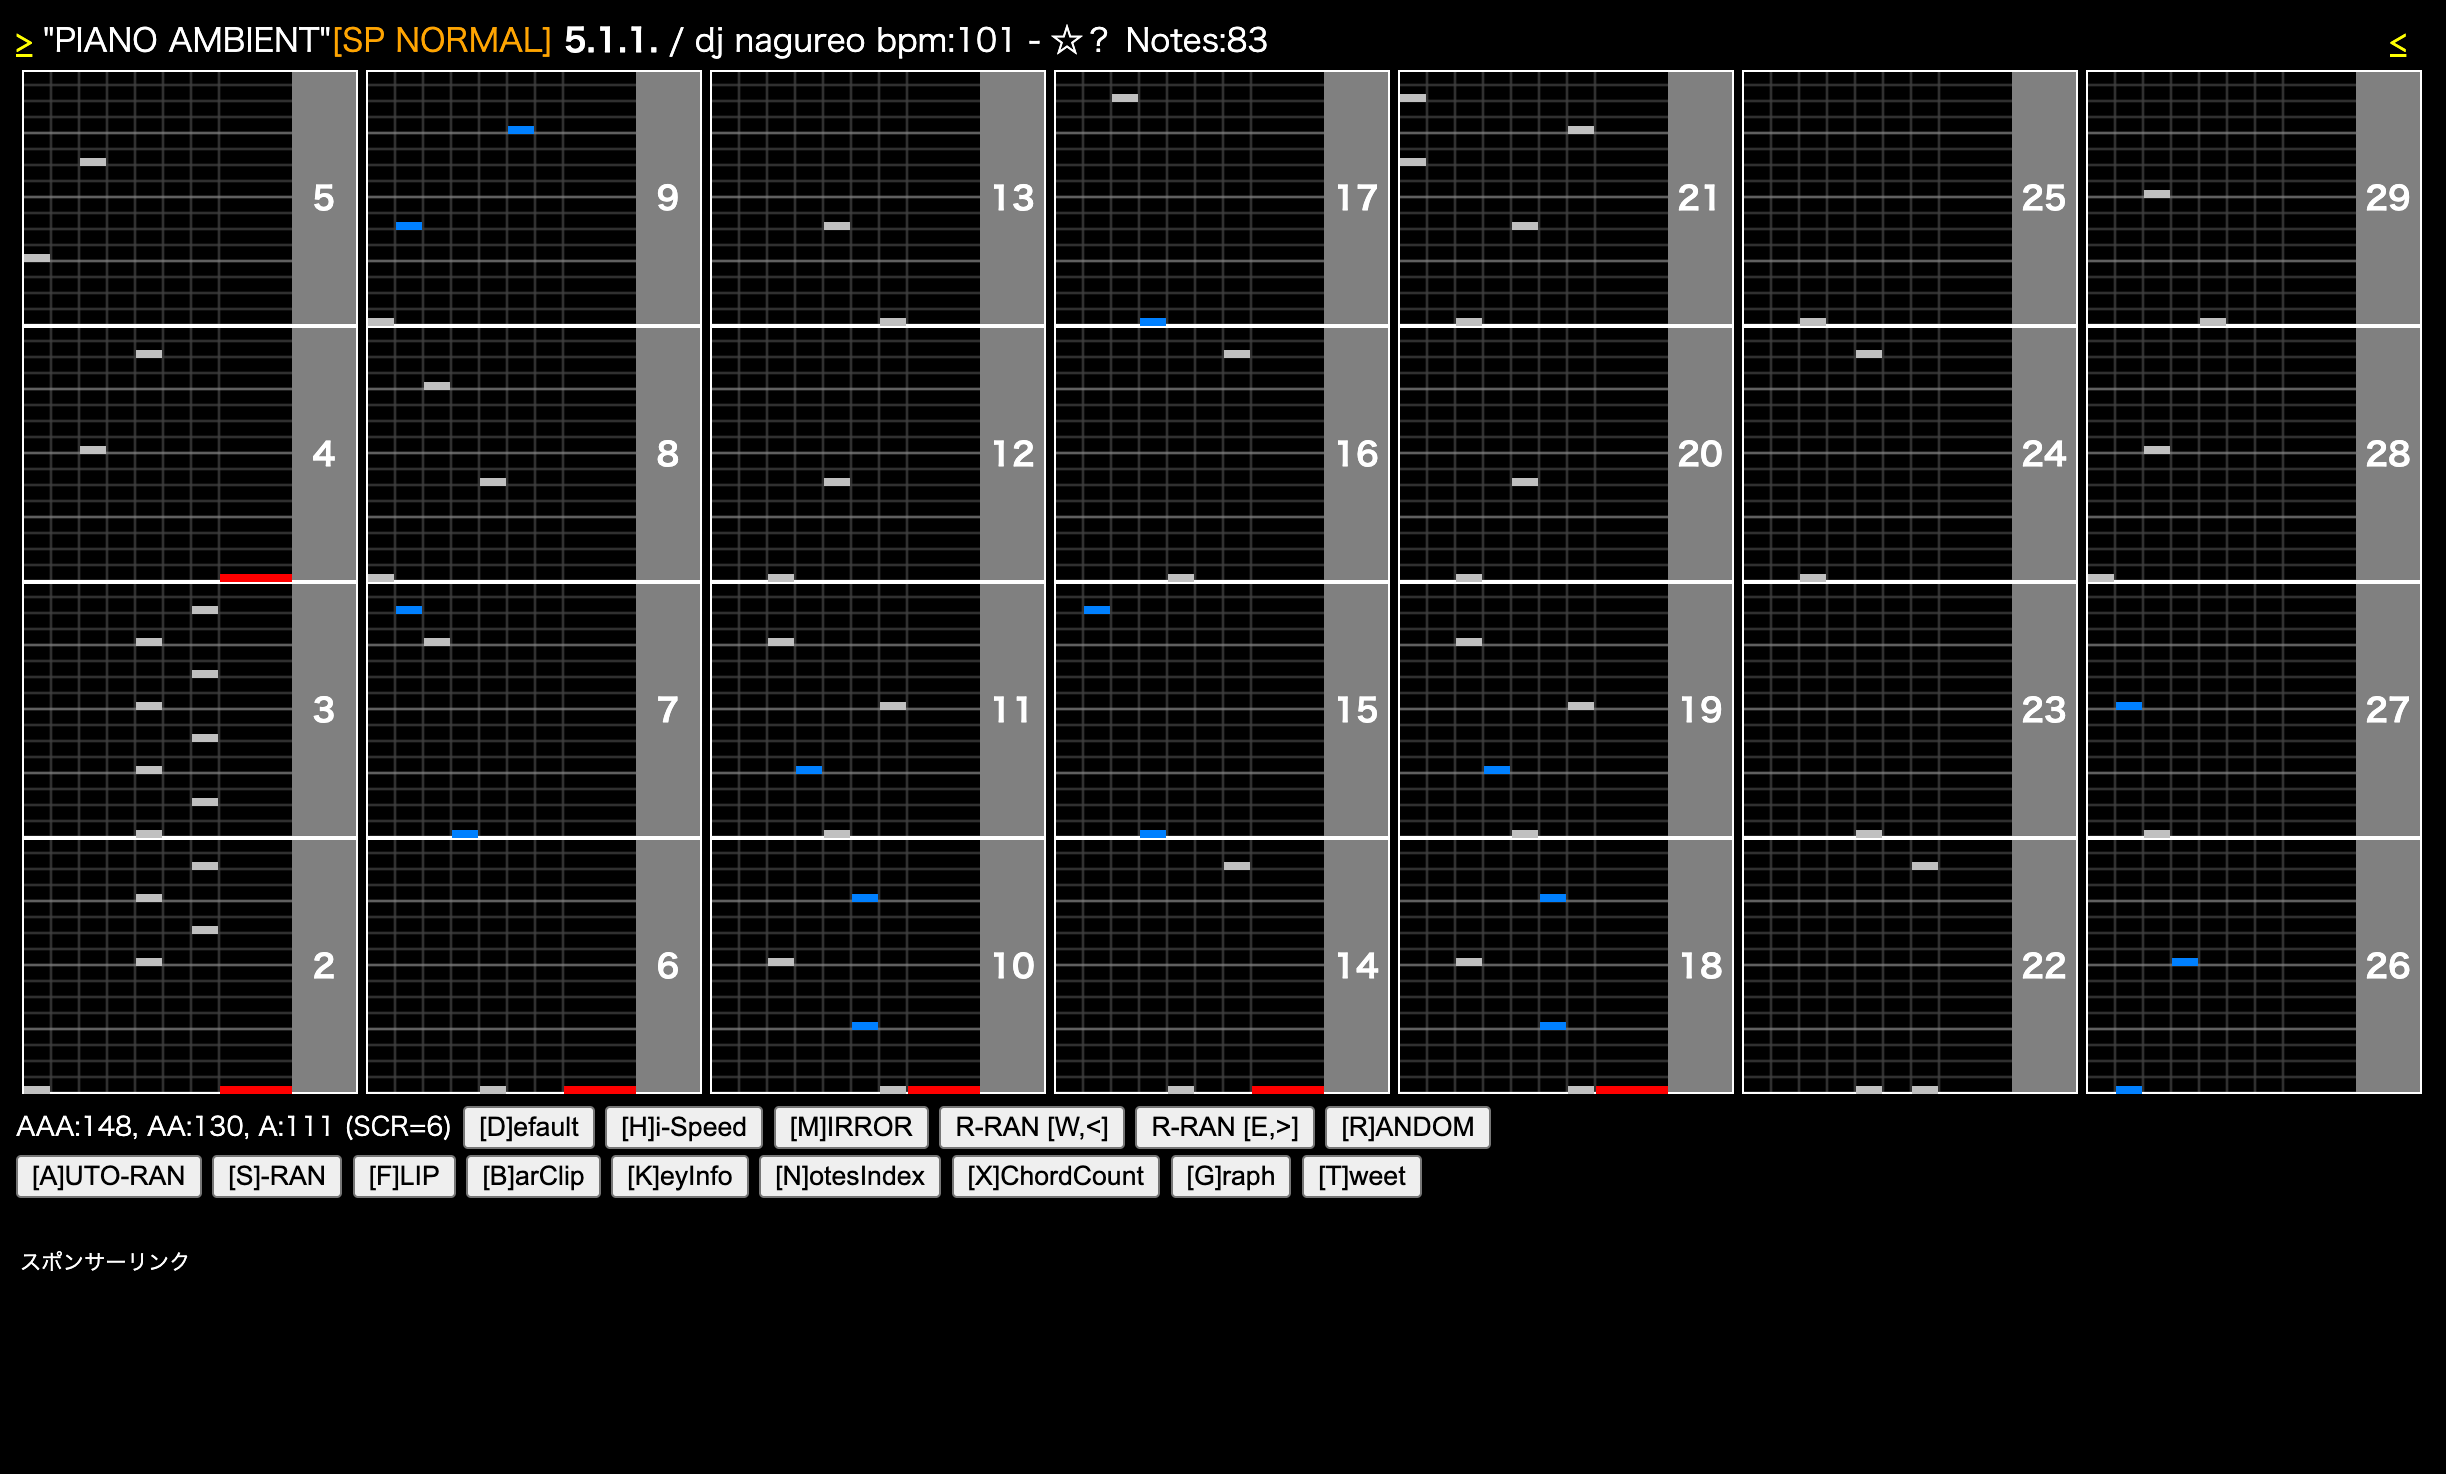 > "PIANO AMBIENT"[SP NORMAL] 5.1.1. / dj nagureo bpm:101 - ☆? Notes:83 <
5 9 13 17 21 25 29
4 8 12 16 20 24 28
3 7 11 15 19 23 27
2 6 10 14 18 22 26
AAA:148, AA:130, A:111 (SCR=6) [D]efault [H]i-Speed [M]IRROR R-RAN [W,<] R-RAN [E,>] [R]ANDOM
[A]UTO-RAN [S]-RAN [F]LIP [B]arClip [K]eyInfo [N]otesIndex [X]ChordCount [G]raph [T]weet
スポンサーリンク